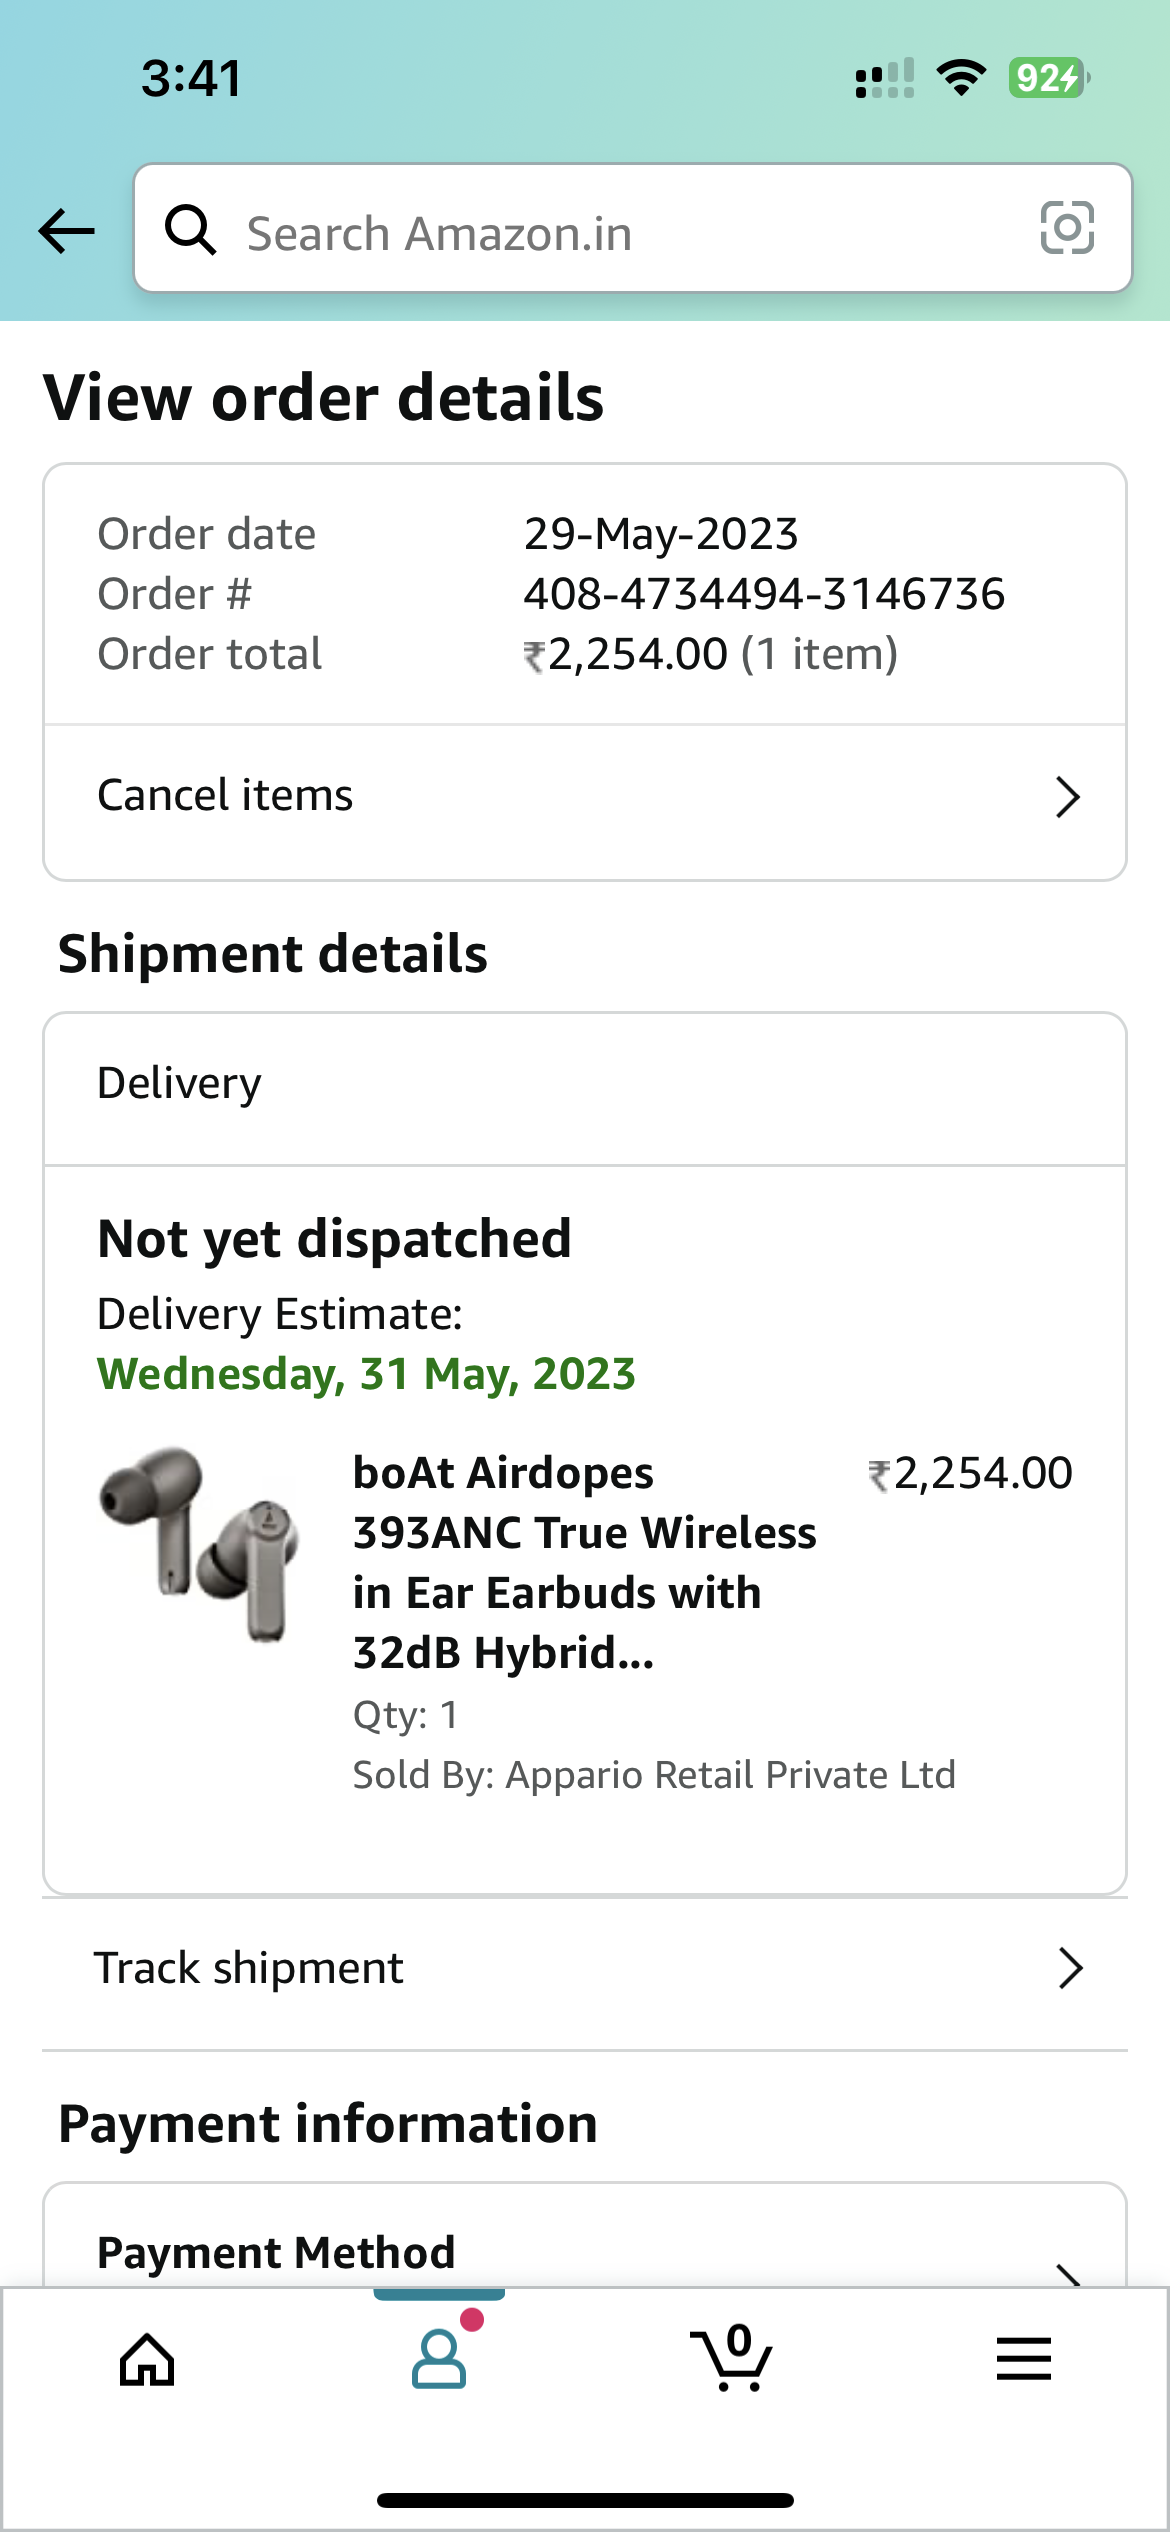 3:41
92
Search Amazon.in
View order details
Order date 29-May-2023
Order # 408-4734494-3146736
Order total ₹2,254.00 (1 item)
Cancel items
Shipment details
Delivery
Not yet dispatched
Delivery Estimate:
Wednesday, 31 May, 2023
boAt Airdopes ₹2,254.00
393ANC True Wireless
in Ear Earbuds with
32dB Hybrid...
Qty: 1
Sold By: Appario Retail Private Ltd
Track shipment
Payment information
Payment Method
0